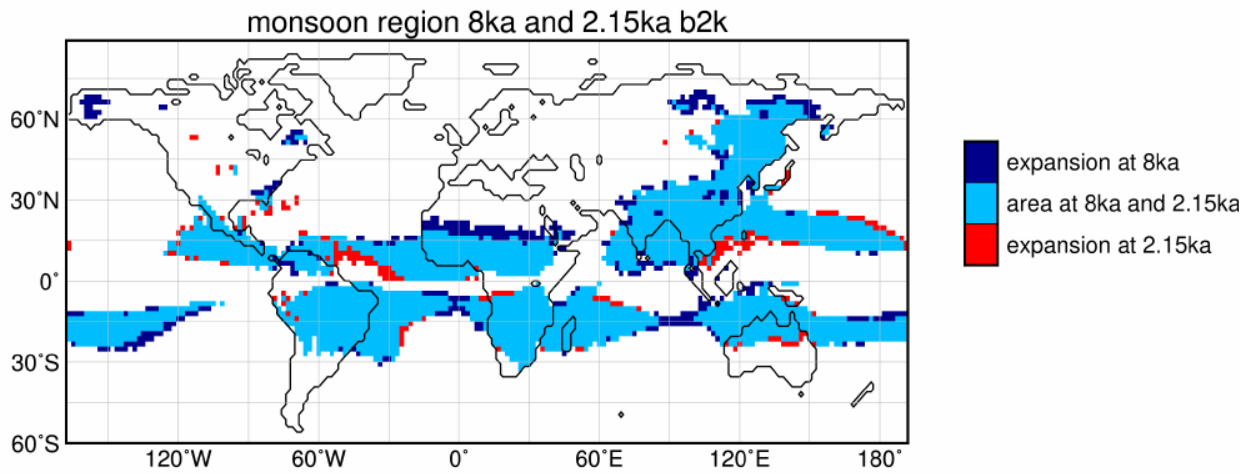 monsoon region 8ka and 2.15ka b2k
60°N
30°N
0°
30°S
60°S
120°W
60°W
0°
60°E
120°E
180°
expansion at 8ka
area at 8ka and 2.15ka
expansion at 2.15ka